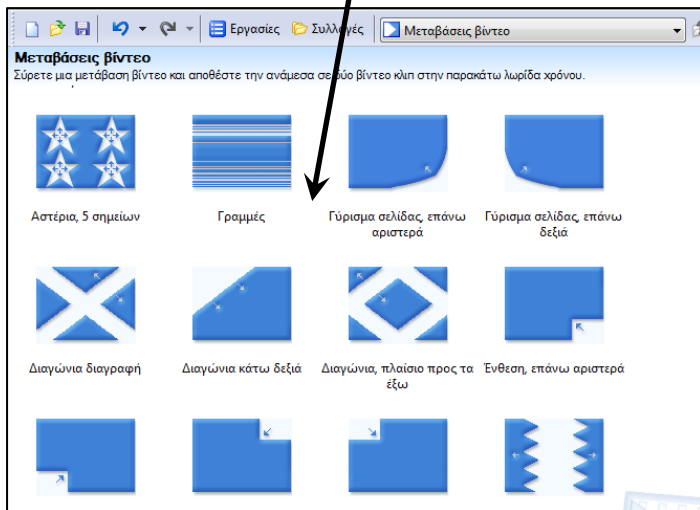 Εργασίες Συλλογές Μεταβάσεις βίντεο
Μεταβάσεις βίντεο
Σύρετε μια μετάβαση βίντεο και αποθέστε την ανάμεσα σε δύο βίντεο κλιπ στην παρακάτω λωρίδα χρόνου.
Αστέρια, 5 σημείων
Γραμμές
Γύρισμα σελίδας, επάνω
αριστερά
Γύρισμα σελίδας, επάνω
δεξιά
Διαγώνια διαγραφή
Διαγώνια κάτω δεξιά
Διαγώνια, πλαίσιο προς τα
έξω
Ένθεση, επάνω αριστερά